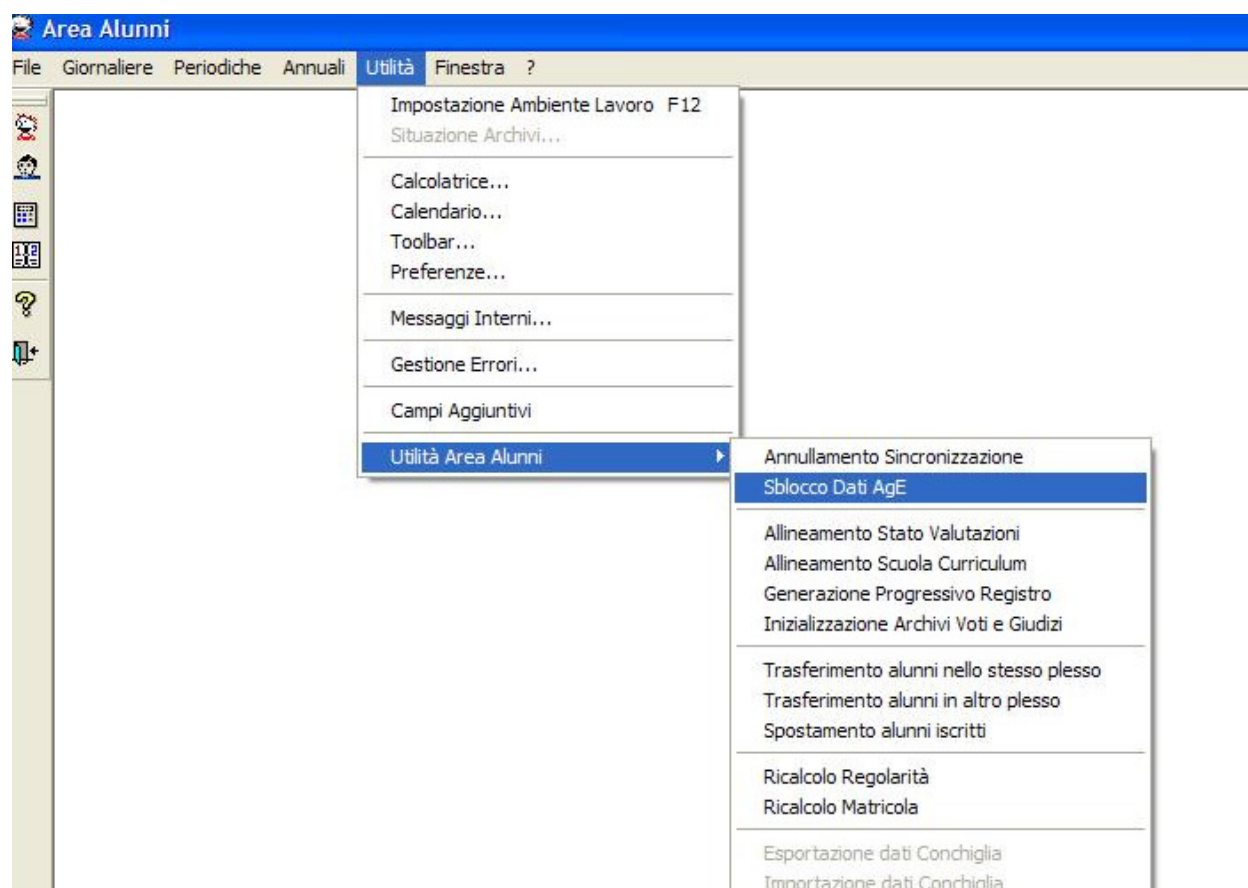 Area Alunni
File Giornaliere Periodiche Annuali Utilità Finestra ?
Impostazione Ambiente Lavoro F12
Situazione Archivi...
Calcolatrice...
Calendario...
Toolbar...
Preferenze...
Messaggi Interni...
Gestione Errori...
Campi Aggiuntivi
Utilità Area Alunni
Annullamento Sincronizzazione
Sblocco Dati AgE
Allineamento Stato Valutazioni
Allineamento Scuola Curriculum
Generazione Progressivo Registro
Inizializzazione Archivi Voti e Giudizi
Trasferimento alunni nello stesso plesso
Trasferimento alunni in altro plesso
Spostamento alunni iscritti
Ricalcolo Regolarità
Ricalcolo Matricola
Esportazione dati Conchiglia
Importazione dati Conchiglia